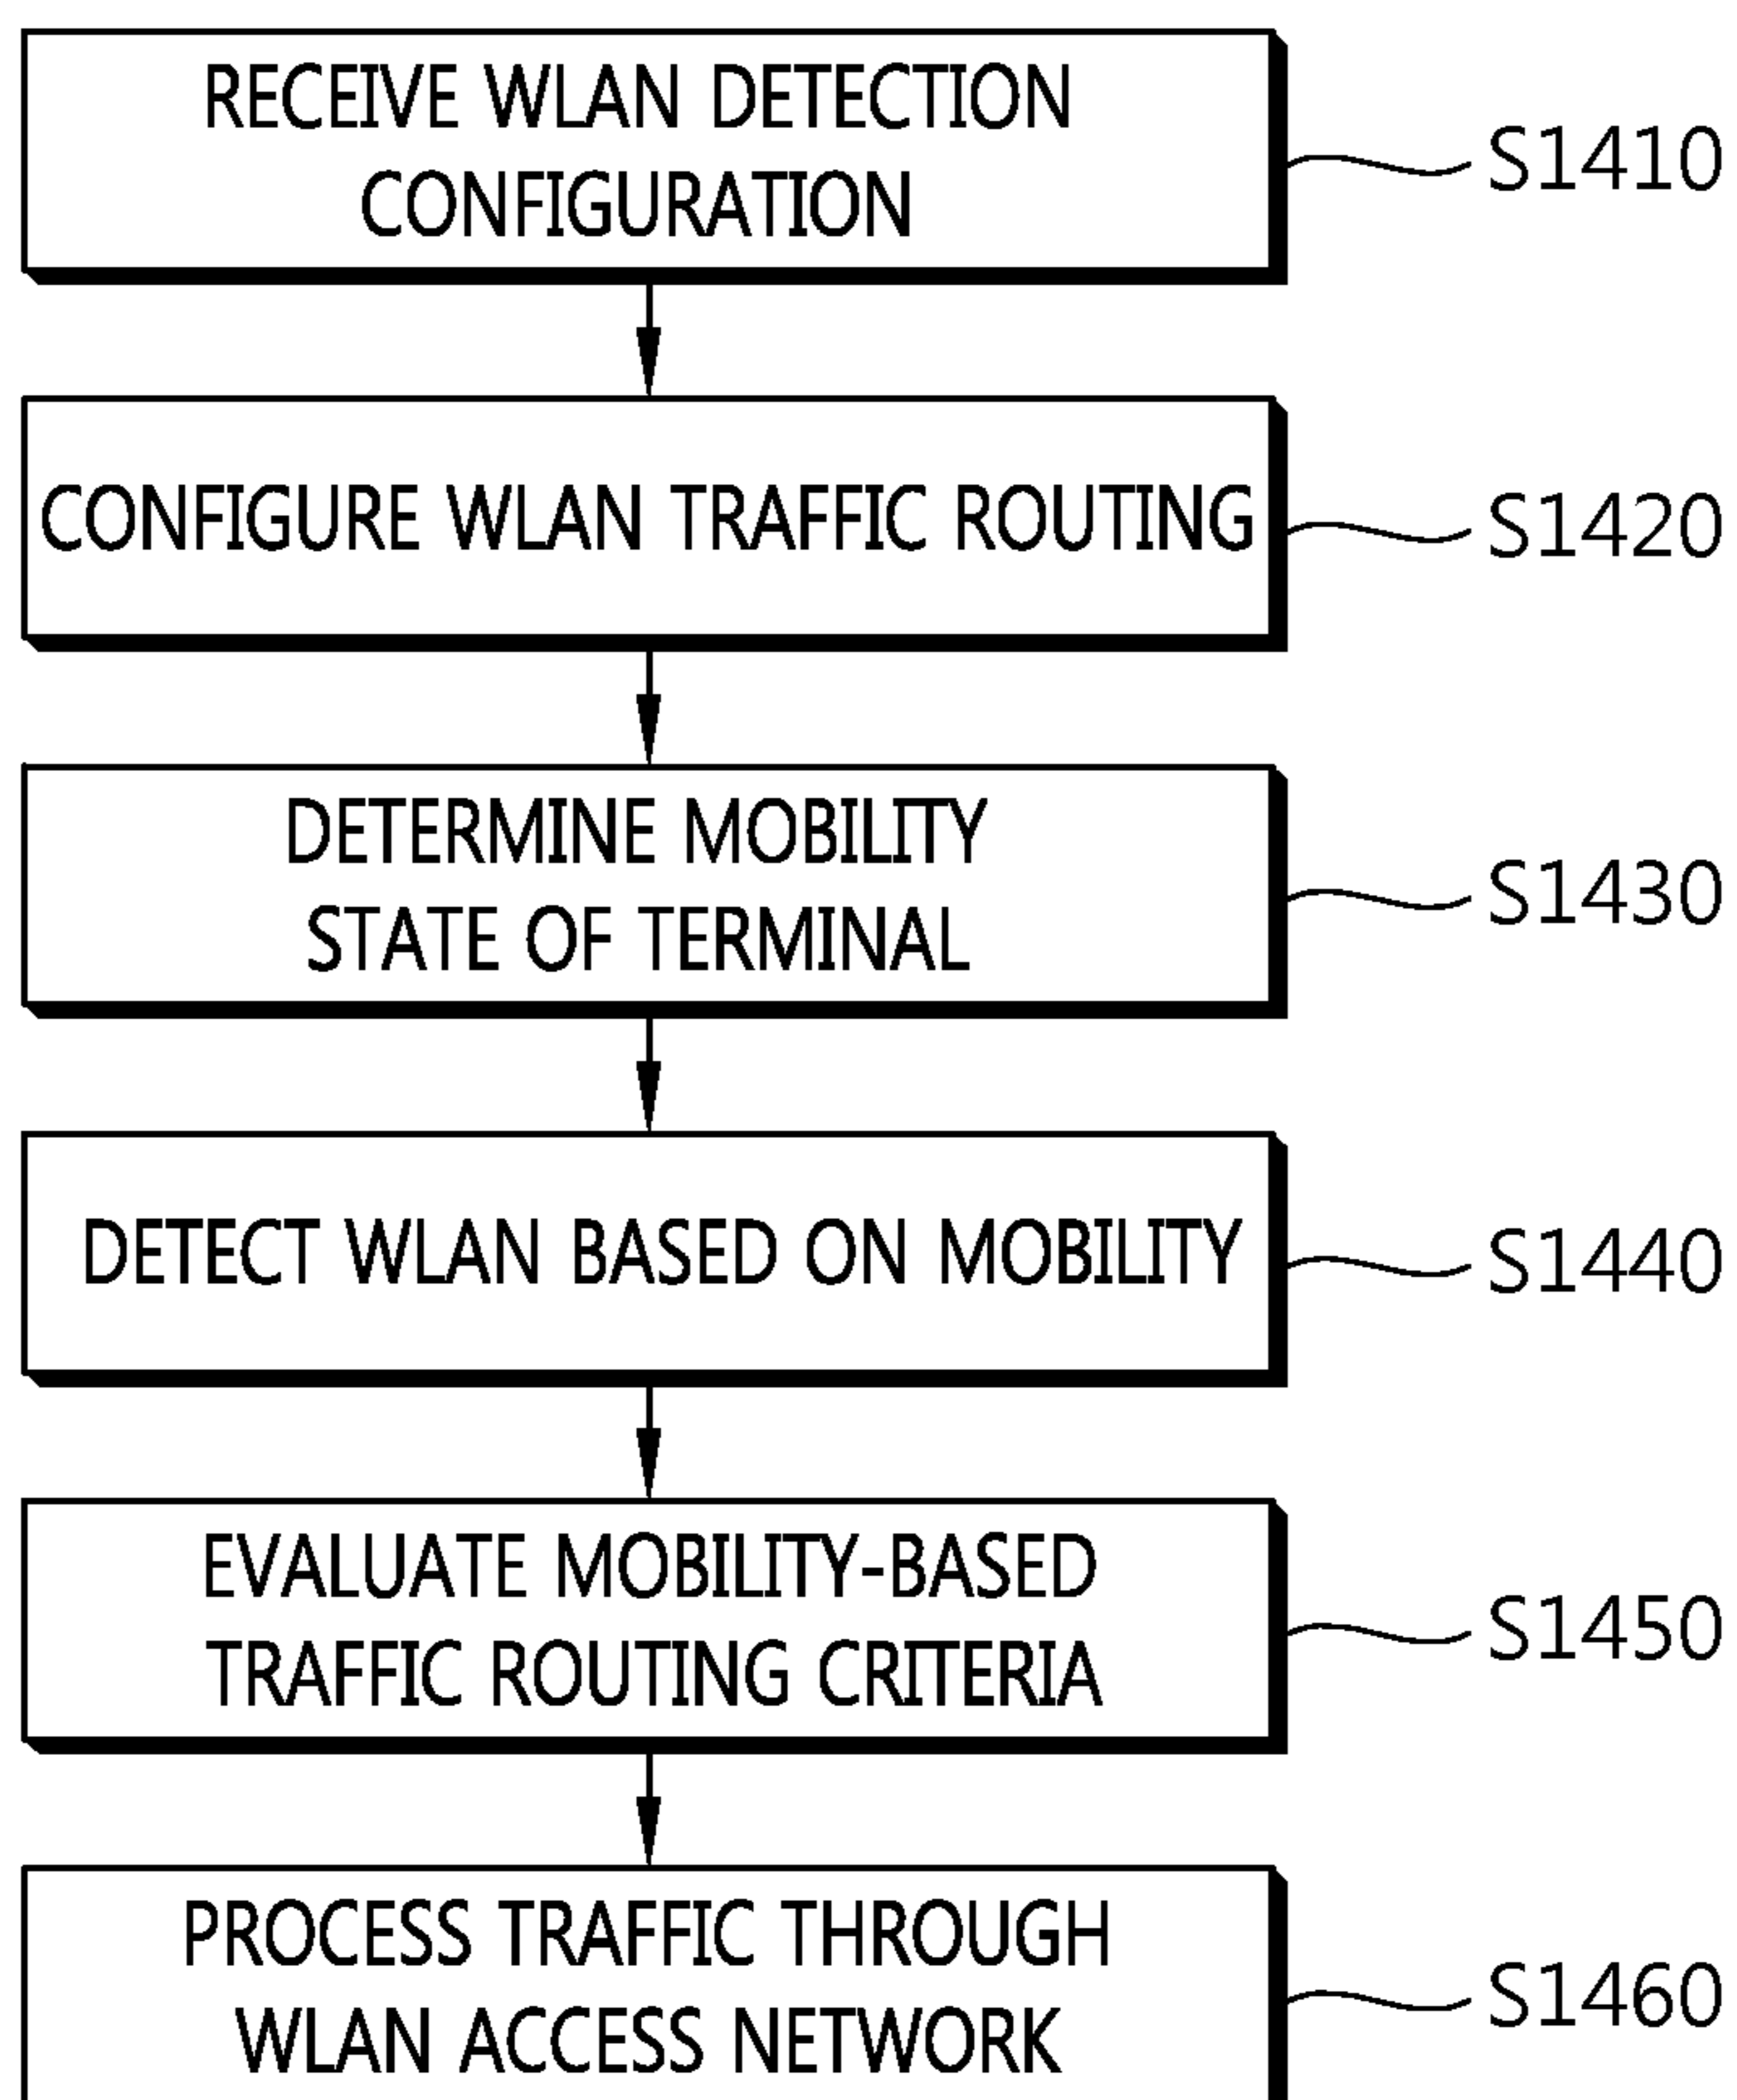 RECEIVE WLAN DETECTION
CONFIGURATION
S1410
CONFIGURE WLAN TRAFFIC ROUTING
S1420
DETERMINE MOBILITY
STATE OF TERMINAL
S1430
DETECT WLAN BASED ON MOBILITY
S1440
EVALUATE MOBILITY-BASED
TRAFFIC ROUTING CRITERIA
S1450
PROCESS TRAFFIC THROUGH
WLAN ACCESS NETWORK
S1460